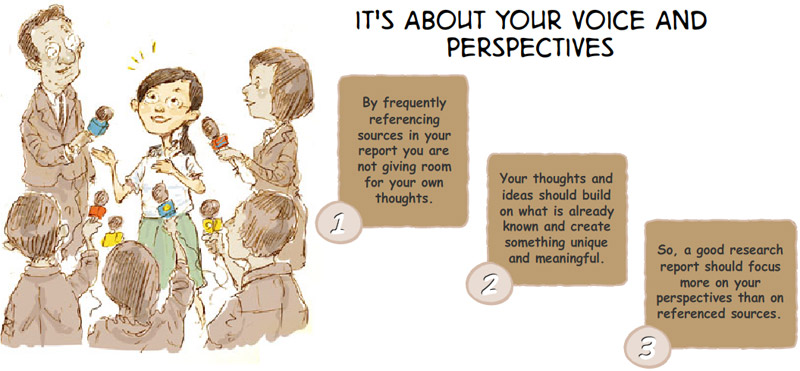 IT'S ABOUT YOUR VOICE AND
PERSPECTIVES
By frequently
referencing
sources in your
report you are
not giving room
for your own
thoughts.
1
Your thoughts and
ideas should build
on what is already
known and create
something unique
and meaningful.
2
So, a good research
report should focus
more on your
perspectives than on
referenced sources.
3